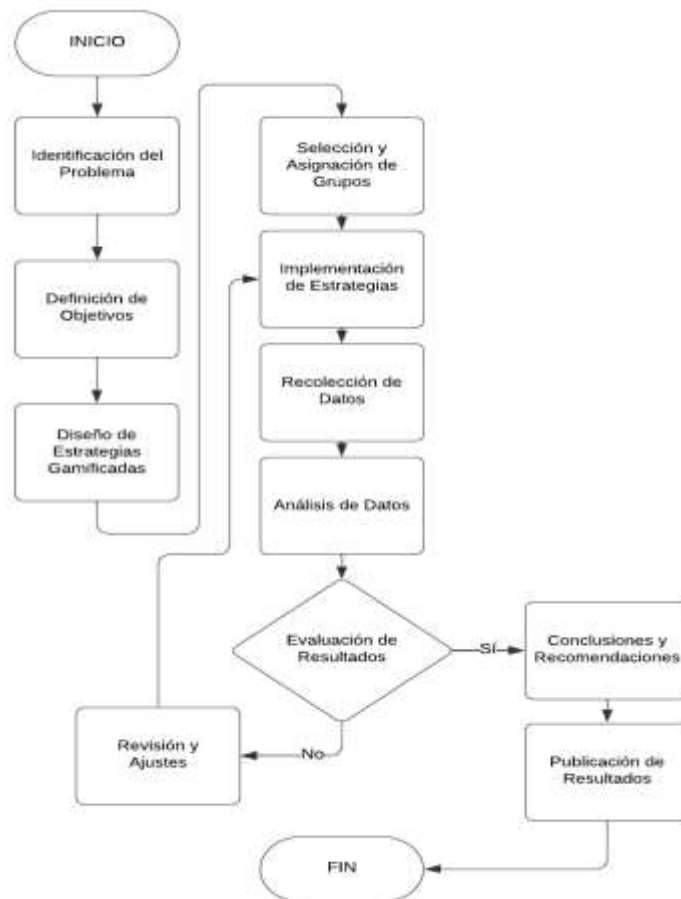 INICIO
Identificación del
Problema
Definición de
Objetivos
Diseño de
Estrategias
Gamificadas
Selección y
Asignación de
Grupos
Implementación
de Estrategias
Recolección de
Datos
Análisis de Datos
Evaluación de
Resultados
Sí
No
Revisión y
Ajustes
Conclusiones y
Recomendaciones
Publicación de
Resultados
FIN